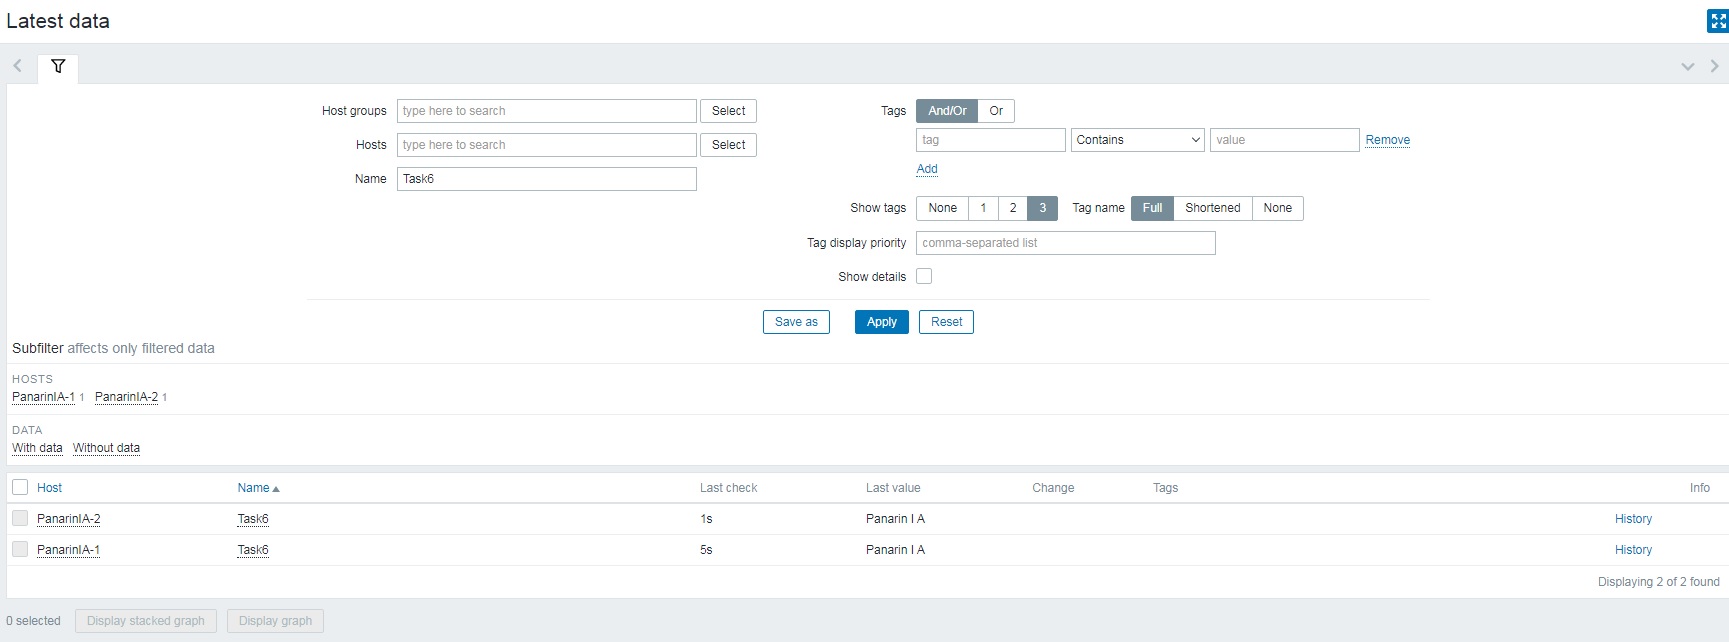 Latest data
Host groups type here to search Select Tags And/Or Or
Hosts type here to search Select tag Contains value Remove
Add
Name Task6
Show tags None 1 2 3 Tag name Full Shortened None
Tag display priority comma-separated list
Show details
Save as Apply Reset
Subfilter affects only filtered data
HOSTS
PanarinIA-1 1 PanarinIA-2 1
DATA
With data Without data
Host Name Last check Last value Change Tags Info
PanarinIA-2 Task6 1s Panarin I A History
PanarinIA-1 Task6 5s Panarin I A History
Displaying 2 of 2 found
0 selected Display stacked graph Display graph